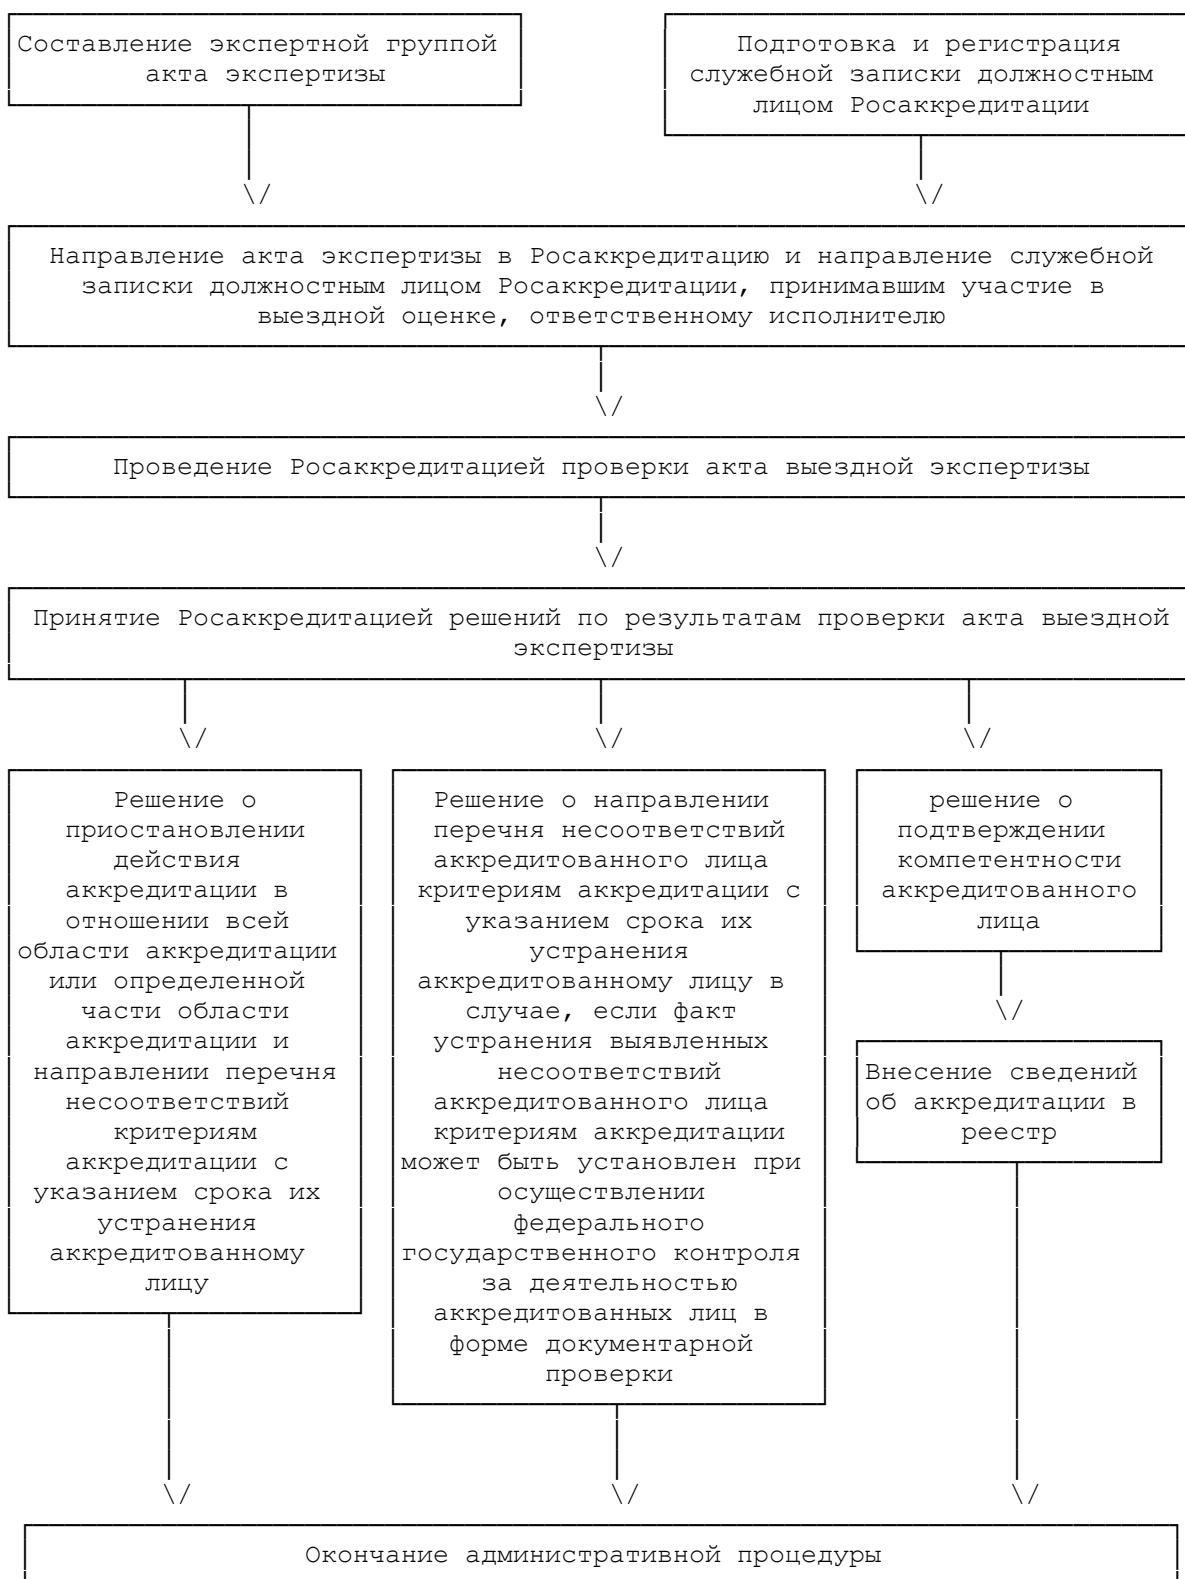 Составление экспертной группой
акта экспертизы
Подготовка и регистрация
служебной записки должностным
лицом Росаккредитации
Направление акта экспертизы в Росаккредитацию и направление служебной
записки должностным лицом Росаккредитации, принимавшим участие в
выездной оценке, ответственному исполнителю
Проведение Росаккредитацией проверки акта выездной экспертизы
Принятие Росаккредитацией решений по результатам проверки акта выездной
экспертизы
Решение о
приостановлении
действия
аккредитации в
отношении всей
области аккредитации
или определенной
части области
аккредитации и
направлении перечня
несоответствий
критериям
аккредитации с
указанием срока их
устранения
аккредитованному
лицу
Решение о направлении
перечня несоответствий
аккредитованного лица
критериям аккредитации с
указанием срока их
устранения
аккредитованному лицу в
случае, если факт
устранения выявленных
несоответствий
аккредитованного лица
критериям аккредитации
может быть установлен при
осуществлении
федерального
государственного контроля
за деятельностью
аккредитованных лиц в
форме документарной
проверки
решение о
подтверждении
компетентности
аккредитованного
лица
Внесение сведений
об аккредитации в
реестр
Окончание административной процедуры